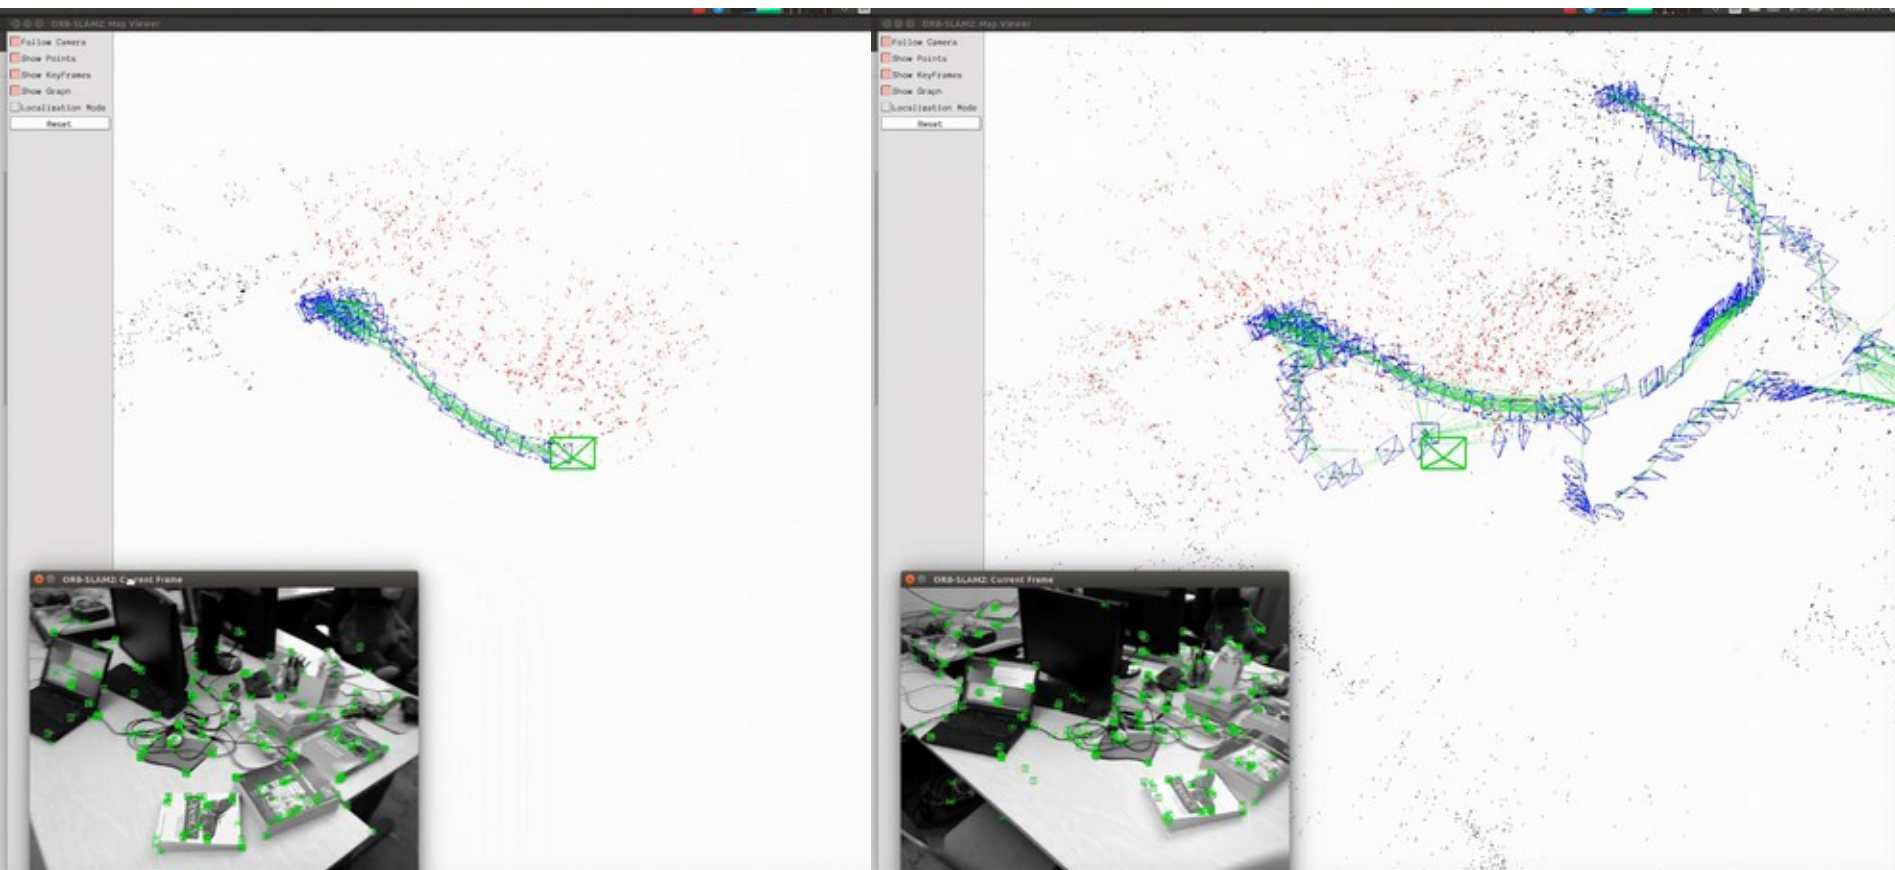 ORB-SLAM2: Map Viewer
Follow Camera
Show Points
Show KeyFrames
Show Graph
Localization Mode
Reset
ORB-SLAM2: Current Frame
ORB-SLAM2: Map Viewer
Follow Camera
Show Points
Show KeyFrames
Show Graph
Localization Mode
Reset
ORB-SLAM2: Current Frame